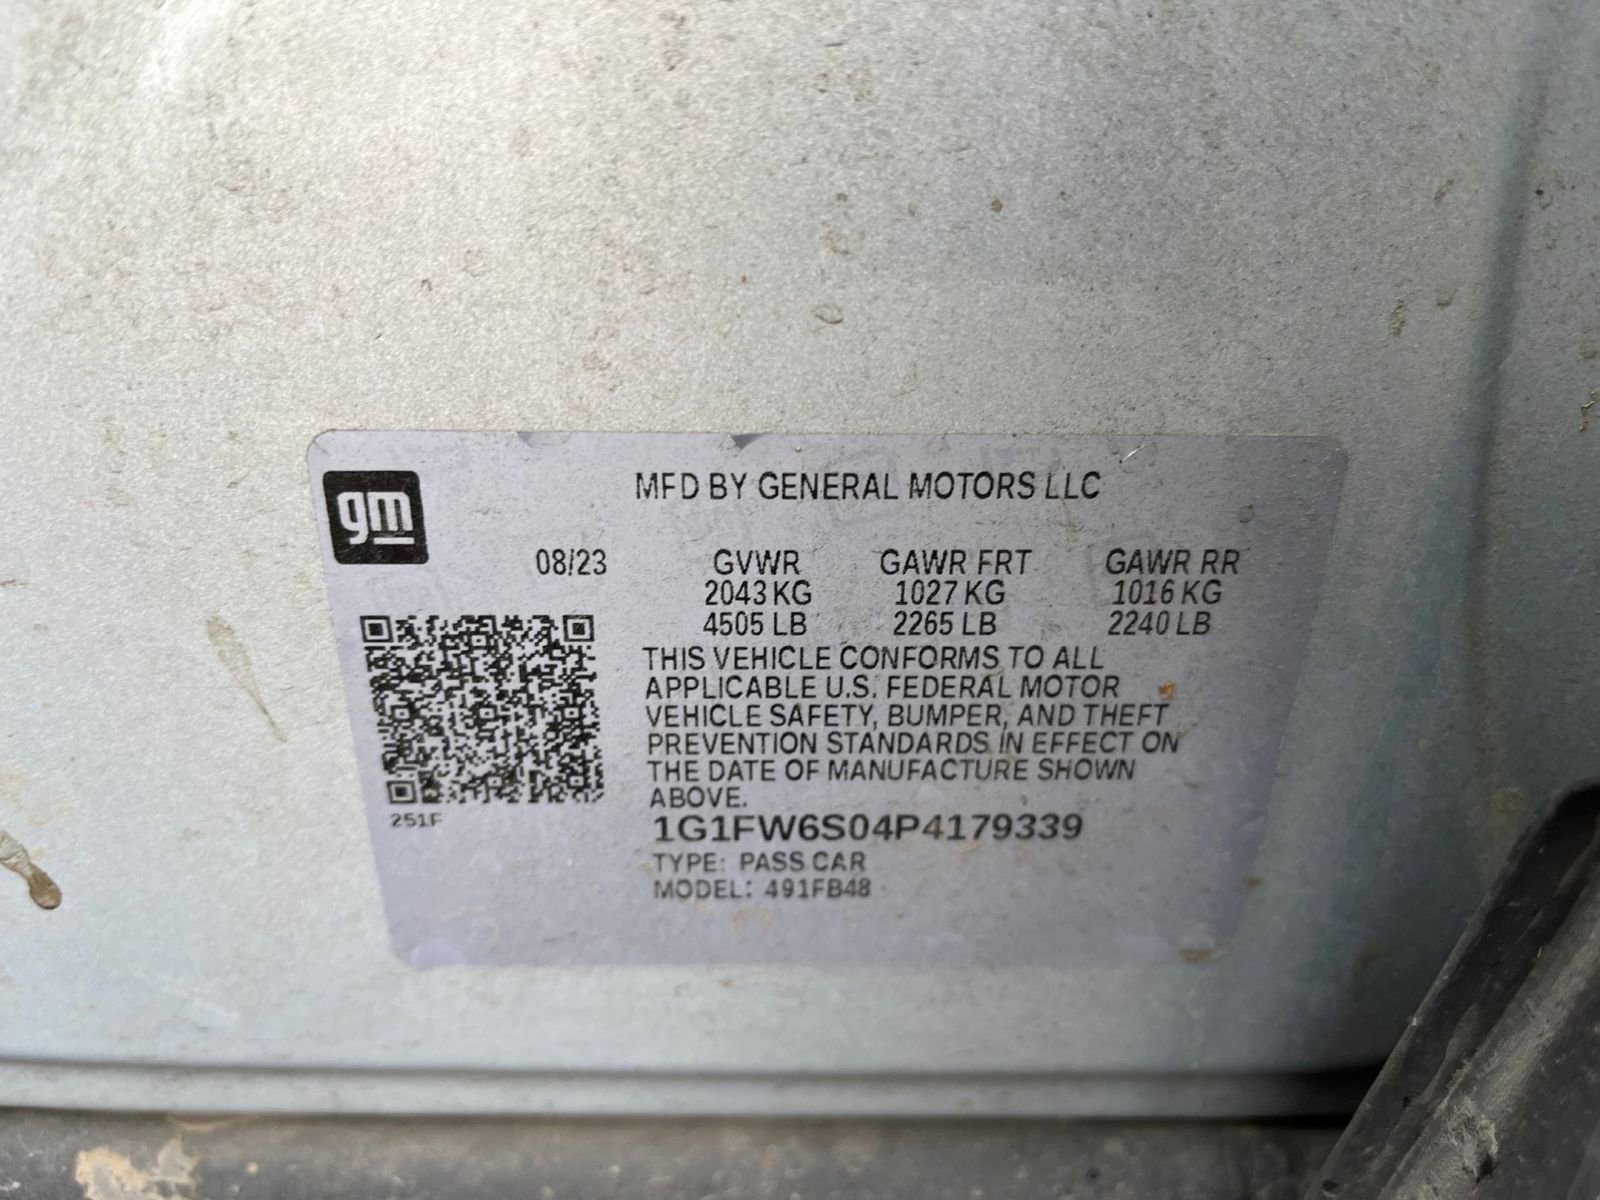 gm
MFD BY GENERAL MOTORS LLC
08/23 GVWR GAWR FRT GAWR RR
2043 KG 1027 KG 1016 KG
4505 LB 2265 LB 2240 LB
THIS VEHICLE CONFORMS TO ALL
APPLICABLE U.S. FEDERAL MOTOR
VEHICLE SAFETY, BUMPER, AND THEFT
PREVENTION STANDARDS IN EFFECT ON
THE DATE OF MANUFACTURE SHOWN
ABOVE.
251F
1G1FW6S04P4179339
TYPE: PASS CAR
MODEL: 491FB48